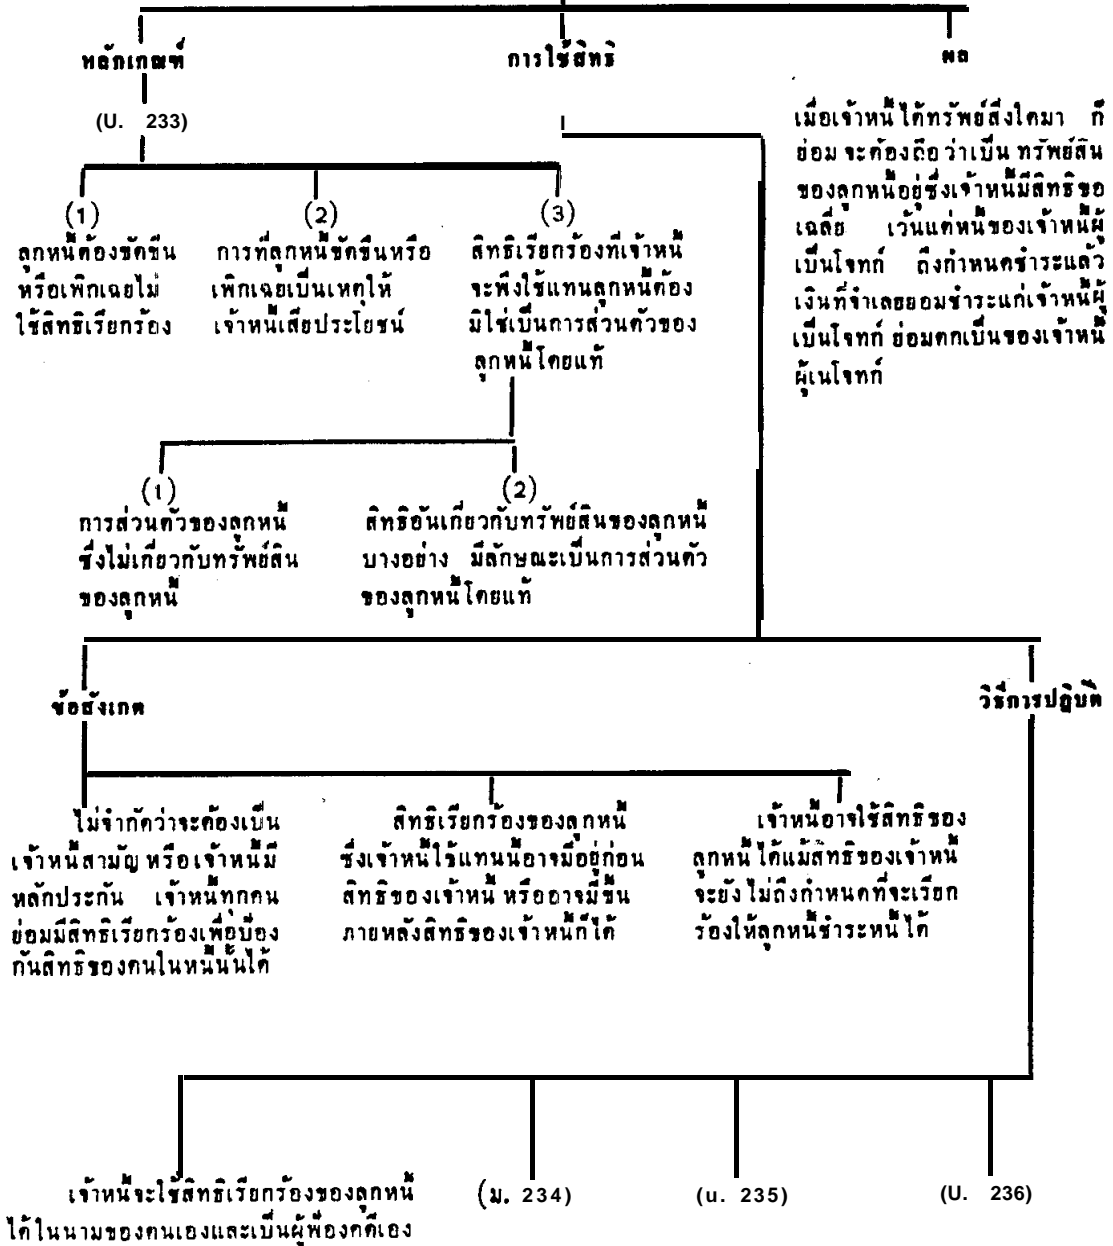 หลักเกณฑ์
การใช้สิทธิ
ผล
(U. 233)
เมื่อเจ้าหนี้ได้ทรัพย์สิ่งใดมา ก็
ย่อมจะต้องถือว่าเป็นทรัพย์สิน
ของลูกหนี้อยู่ซึ่งเจ้าหนี้มีสิทธิขอ
เฉลี่ย เว้นแต่หนี้ของเจ้าหนี้ผู้
เป็นโจทก์ ถึงกำหนดชำระแล้ว
เงินที่จำเลยยอมชำระแก่เจ้าหนี้ผู้
เป็นโจทก์ ย่อมตกเป็นของเจ้าหนี้
ผู้เนโจทก์
(1)
ลูกหนี้ต้องขัดขืน
หรือเพิกเฉยไม่
ใช้สิทธิเรียกร้อง
(2)
การที่ลูกหนี้ขัดขืนหรือ
เพิกเฉยเป็นเหตุให้
เจ้าหนี้เสียประโยชน์
(3)
สิทธิเรียกร้องที่เจ้าหนี้
จะพึงใช้แทนลูกหนี้ต้อง
มิใช่เป็นการส่วนตัวของ
ลูกหนี้โดยแท้
(1)
การส่วนตัวของลูกหนี้
ซึ่งไม่เกี่ยวกับทรัพย์สิน
ของลูกหนี้
(2)
สิทธิอันเกี่ยวกับทรัพย์สินของลูกหนี้
บางอย่าง มีลักษณะเป็นการส่วนตัว
ของลูกหนี้โดยแท้
ข้อสังเกต
วิธีการปฏิบัติ
ไม่จำกัดว่าจะต้องเป็น
เจ้าหนี้สามัญ หรือเจ้าหนี้มี
หลักประกัน เจ้าหนี้ทุกคน
ย่อมมีสิทธิเรียกร้องเพื่อป้อง
กันสิทธิของตนในหนี้นั้นได้
สิทธิเรียกร้องของลูกหนี้
ซึ่งเจ้าหนี้ใช้แทนนี้อาจมีอยู่ก่อน
สิทธิของเจ้าหนี้ หรืออาจมีขึ้น
ภายหลังสิทธิของเจ้าหนี้ก็ได้
เจ้าหนี้อาจใช้สิทธิของ
ลูกหนี้ได้แม้สิทธิของเจ้าหนี้
จะยังไม่ถึงกำหนดที่จะเรียก
ร้องให้ลูกหนี้ชำระหนี้ได้
เจ้าหนี้จะใช้สิทธิเรียกร้องของลูกหนี้
ได้ในนามของตนเองและเป็นผู้ฟ้องคดีเอง
(ม. 234)
(น. 235)
(U. 236)